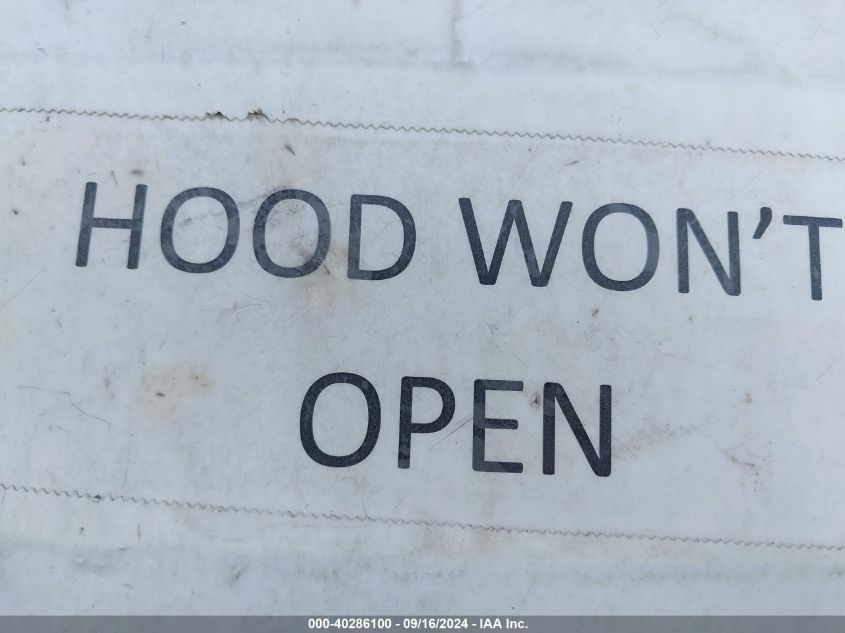 HOOD WON'T
OPEN
000-40286100 - 09/16/2024 - IAA Inc.